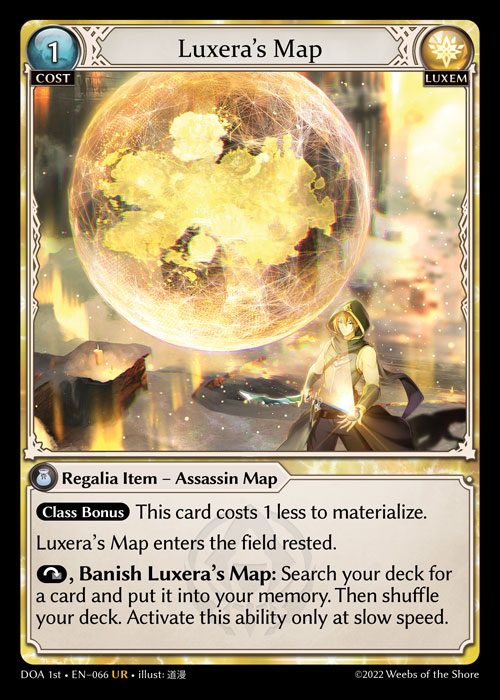 1
Luxera's Map
COST
LUXEM
Regalia Item – Assassin Map
Class Bonus This card costs 1 less to materialize.
Luxera's Map enters the field rested.
, Banish Luxera's Map: Search your deck for
a card and put it into your memory. Then shuffle
your deck. Activate this ability only at slow speed.
DOA 1st • EN–066 UR • illust: 道漫
©2022 Weebs of the Shore